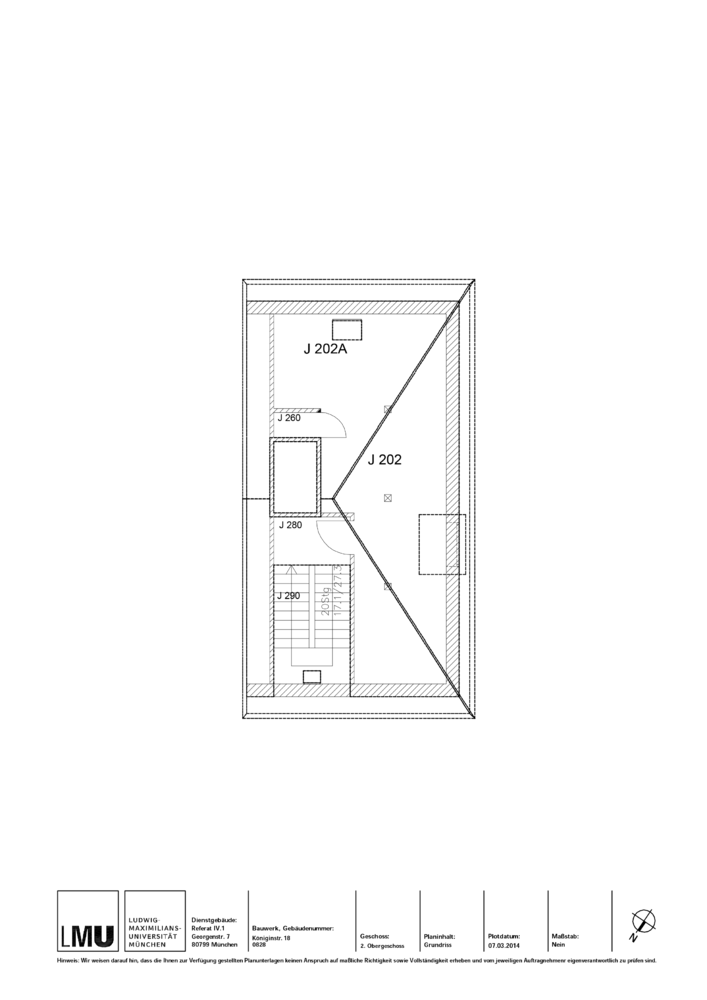 J 202A
J 260
J 202
J 280
J 290
20Stg
17.1/27.3
LMU
LUDWIG-
MAXIMILIANS-
UNIVERSITÄT
MÜNCHEN
Dienstgebäude:
Referat IV.1
Georgenstr. 7
80799 München
Bauwerk, Gebäudenummer:
Königinstr. 18
0828
Geschoss:
2. Obergeschoss
Planinhalt:
Grundriss
Plotdatum:
07.03.2014
Maßstab:
Nein
N
Hinweis: Wir weisen darauf hin, dass die Ihnen zur Verfügung gestellten Planunterlagen keinen Anspruch auf maßliche Richtigkeit sowie Vollständigkeit erheben und vom jeweiligen Auftragnehmer eigenverantwortlich zu prüfen sind.